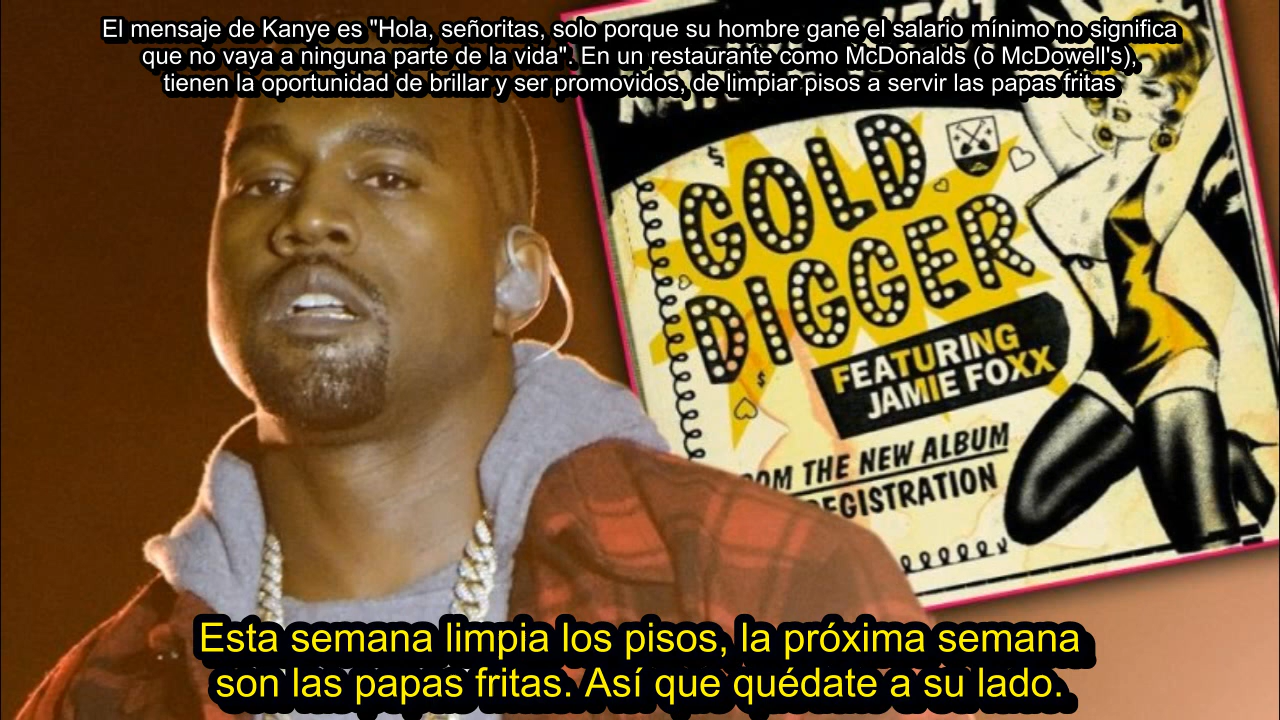 El mensaje de Kanye es "Hola, señoritas, solo porque su hombre gane el salario mínimo no significa
que no vaya a ninguna parte de la vida". En un restaurante como McDonalds (o McDowell's),
tienen la oportunidad de brillar y ser promovidos, de limpiar pisos a servir las papas fritas
GOLD
DIGGER
FEATURING
JAMIE FOXX
THE NEW ALBUM
Esta semana limpia los pisos, la próxima semana
son las papas fritas. Así que quédate a su lado.